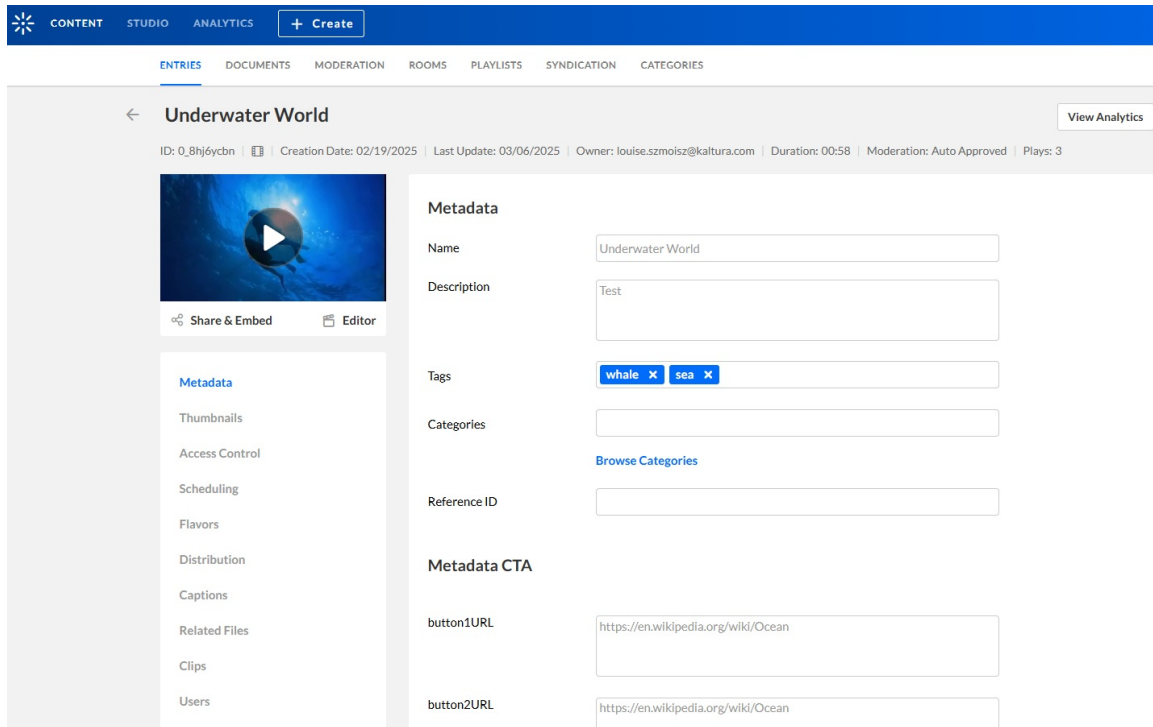 CONTENT STUDIO ANALYTICS + Create
ENTRIES DOCUMENTS MODERATION ROOMS PLAYLISTS SYNDICATION CATEGORIES
← Underwater World View Analytics
ID: 0_8hj6ycbn | Creation Date: 02/19/2025 | Last Update: 03/06/2025 | Owner: louise.szmoisz@kaltura.com | Duration: 00:58 | Moderation: Auto Approved | Plays: 3
Share & Embed Editor
Metadata
Thumbnails
Access Control
Scheduling
Flavors
Distribution
Captions
Related Files
Clips
Users
Metadata
Name Underwater World
Description Test
Tags whale × sea ×
Categories
Browse Categories
Reference ID
Metadata CTA
button1URL https://en.wikipedia.org/wiki/Ocean
button2URL https://en.wikipedia.org/wiki/Ocean